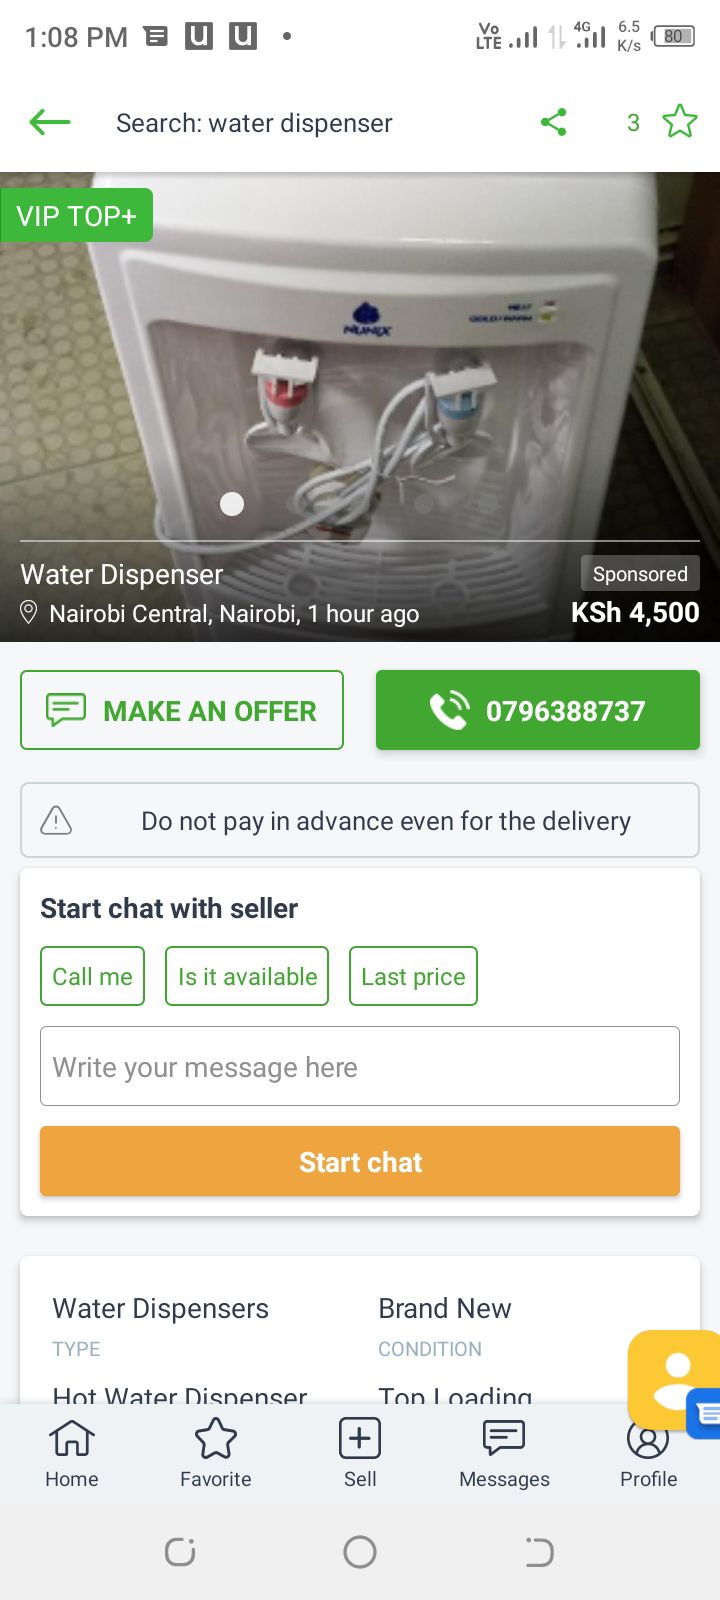 1:08 PM
Vo LTE 4G 6.5 K/s 80
Search: water dispenser
3
VIP TOP+
NUNIX
Water Dispenser
Sponsored
Nairobi Central, Nairobi, 1 hour ago
KSh 4,500
MAKE AN OFFER
0796388737
Do not pay in advance even for the delivery
Start chat with seller
Call me
Is it available
Last price
Write your message here
Start chat
Water Dispensers
Brand New
TYPE
CONDITION
Hot Water Dispenser
Top Loading
Home
Favorite
Sell
Messages
Profile